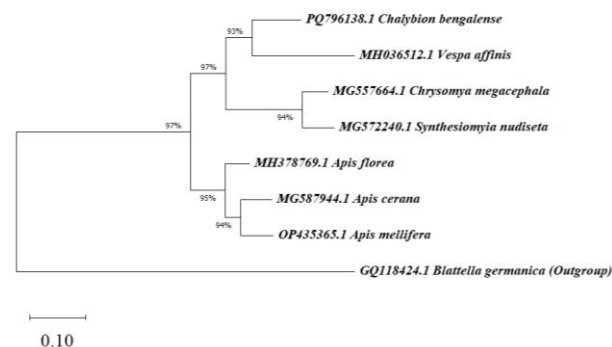 PQ796138.1 Chalybion bengalense
93%
MH036512.1 Vespa affinis
97%
MG557664.1 Chrysomya megacephala
94%
MG572240.1 Synthesiomyia nudiseta
97%
MH378769.1 Apis florea
95%
MG587944.1 Apis cerana
94%
OP435365.1 Apis mellifera
GQ118424.1 Blattella germanica (Outgroup)
0.10